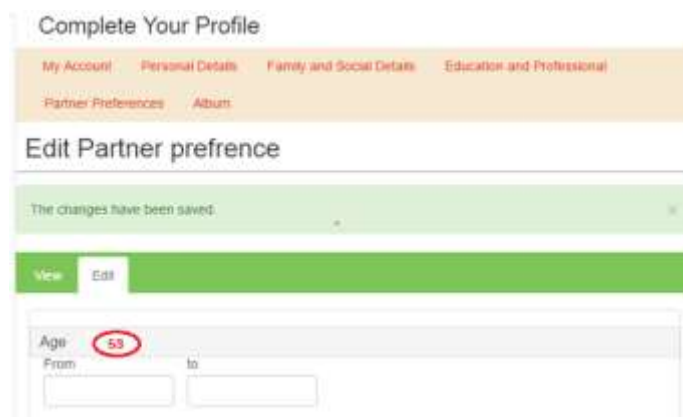 Complete Your Profile
My Account Personal Details Family and Social Details Education and Professional
Partner Preferences Album
Edit Partner prefrence
The changes have been saved.
×
View Edit
Age 53
From to